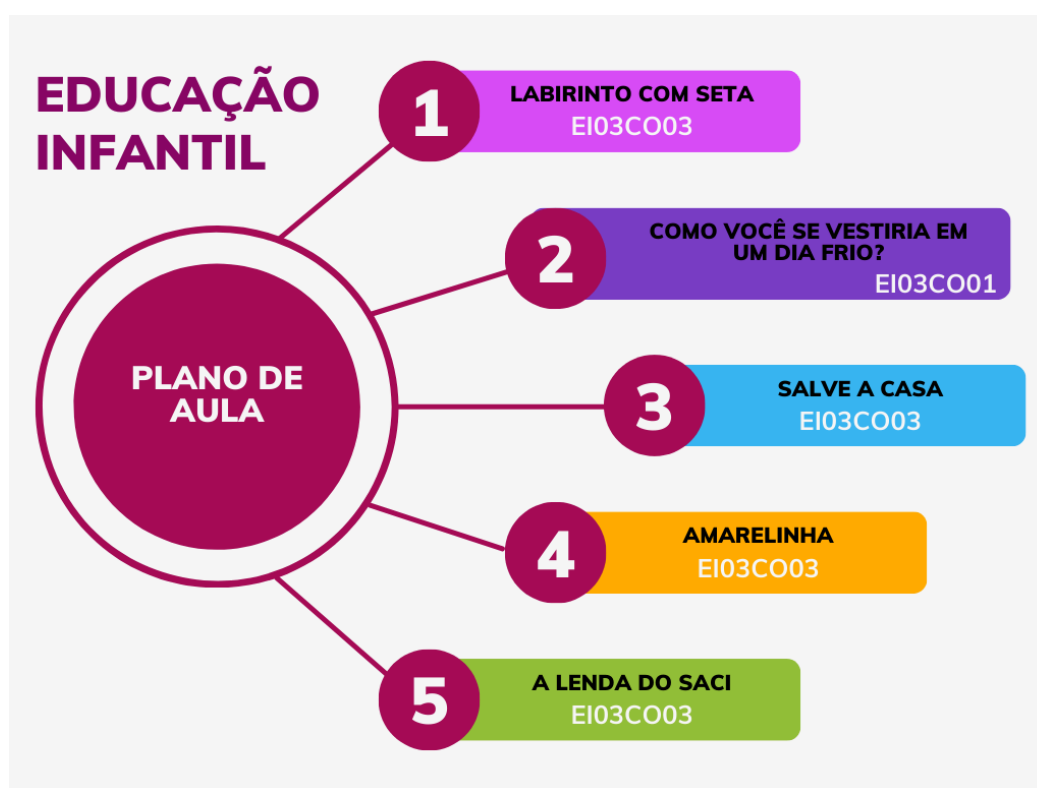 EDUCAÇÃO
INFANTIL
PLANO DE
AULA
1
LABIRINTO COM SETA
EI03CO03
2
COMO VOCÊ SE VESTIRIA EM
UM DIA FRIO?
EI03CO01
3
SALVE A CASA
EI03CO03
4
AMARELINHA
EI03CO03
5
A LENDA DO SACI
EI03CO03